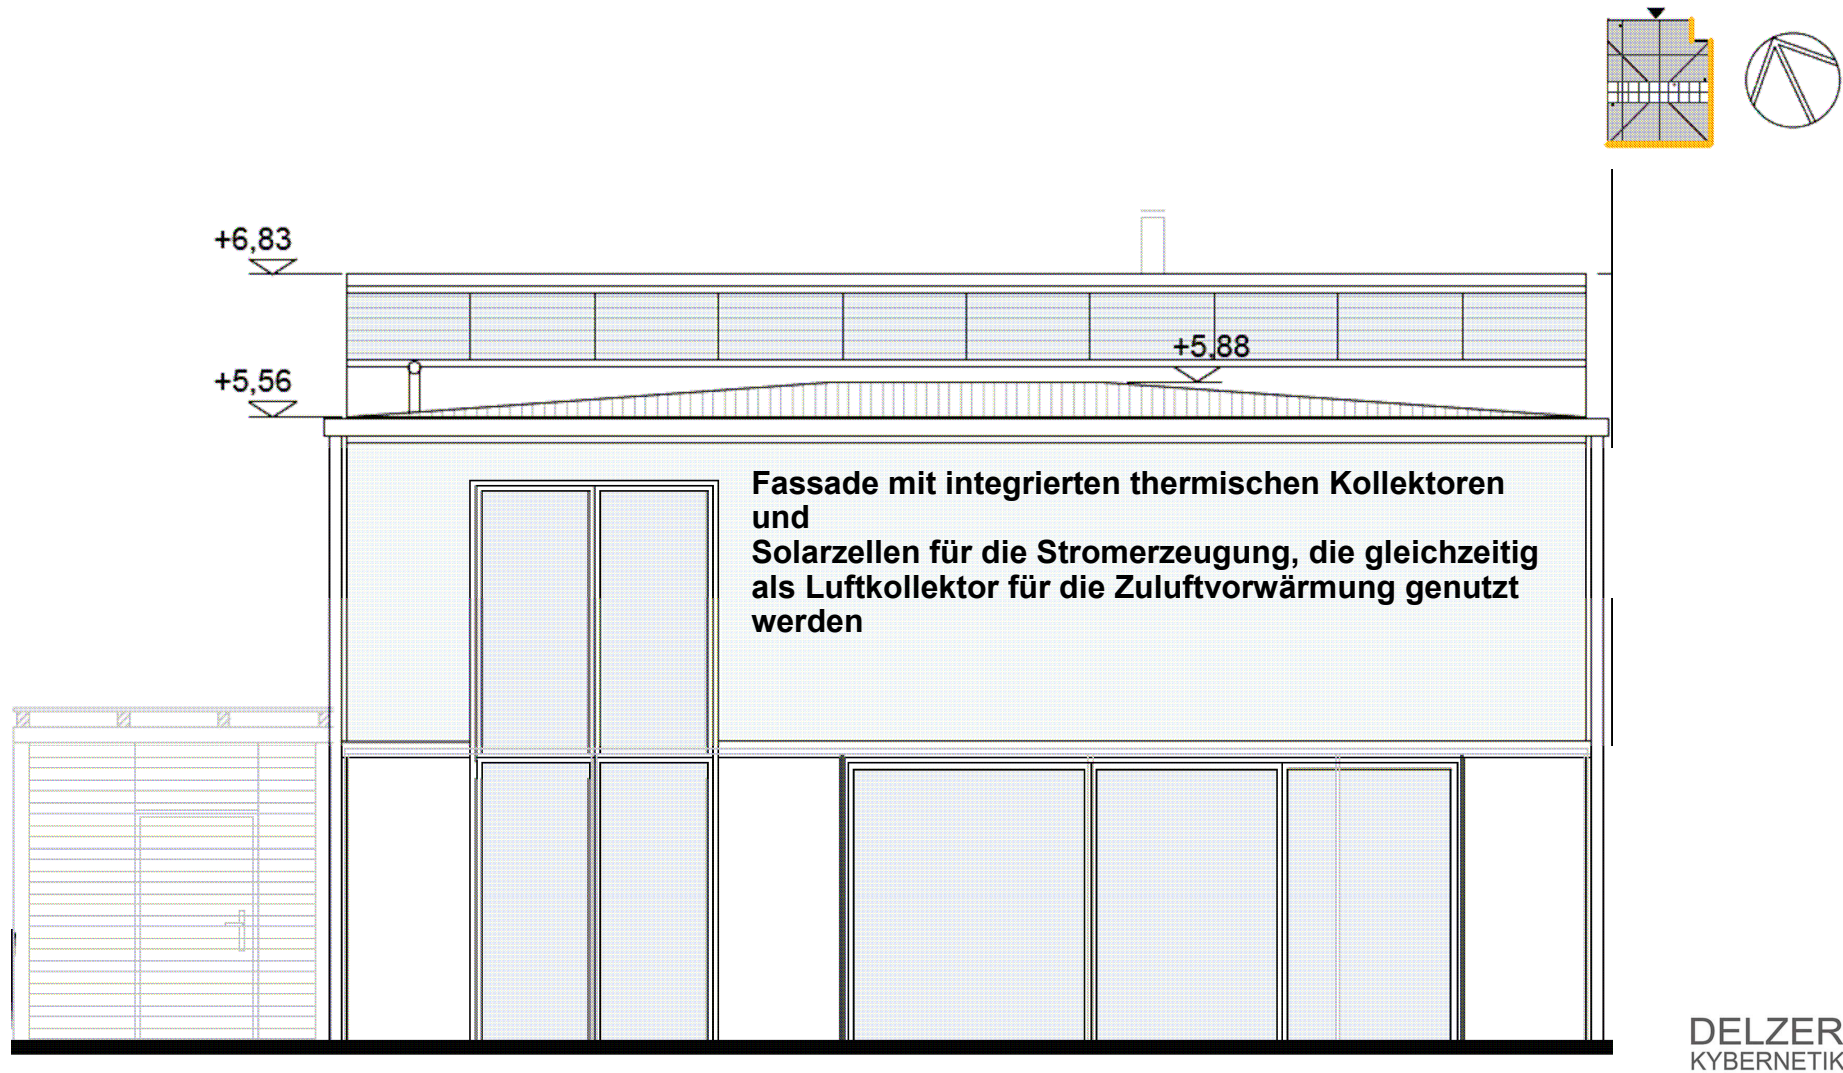 +6,83
+5,88
+5,56
Fassade mit integrierten thermischen Kollektoren
und
Solarzellen für die Stromerzeugung, die gleichzeitig
als Luftkollektor für die Zuluftvorwärmung genutzt
werden
DELZER
KYBERNETIK